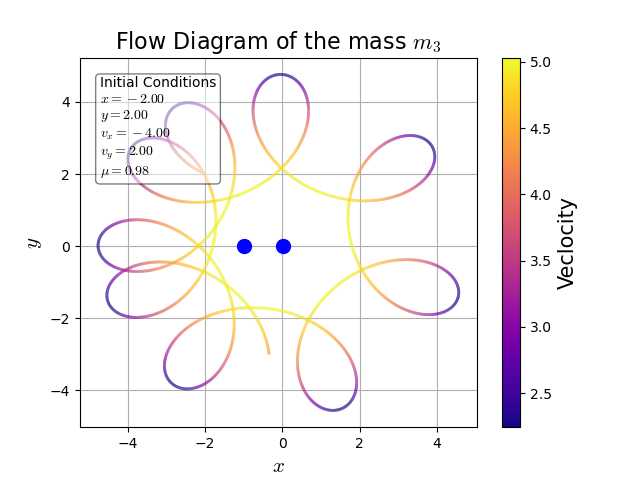 Flow Diagram of the mass m₃
Initial Conditions
x = −2.00
y = 2.00
vₓ = −4.00
v_y = 2.00
μ = 0.98
4
2
0
−2
−4
y
−4
−2
0
2
4
x
5.0
4.5
4.0
3.5
3.0
2.5
Veclocity